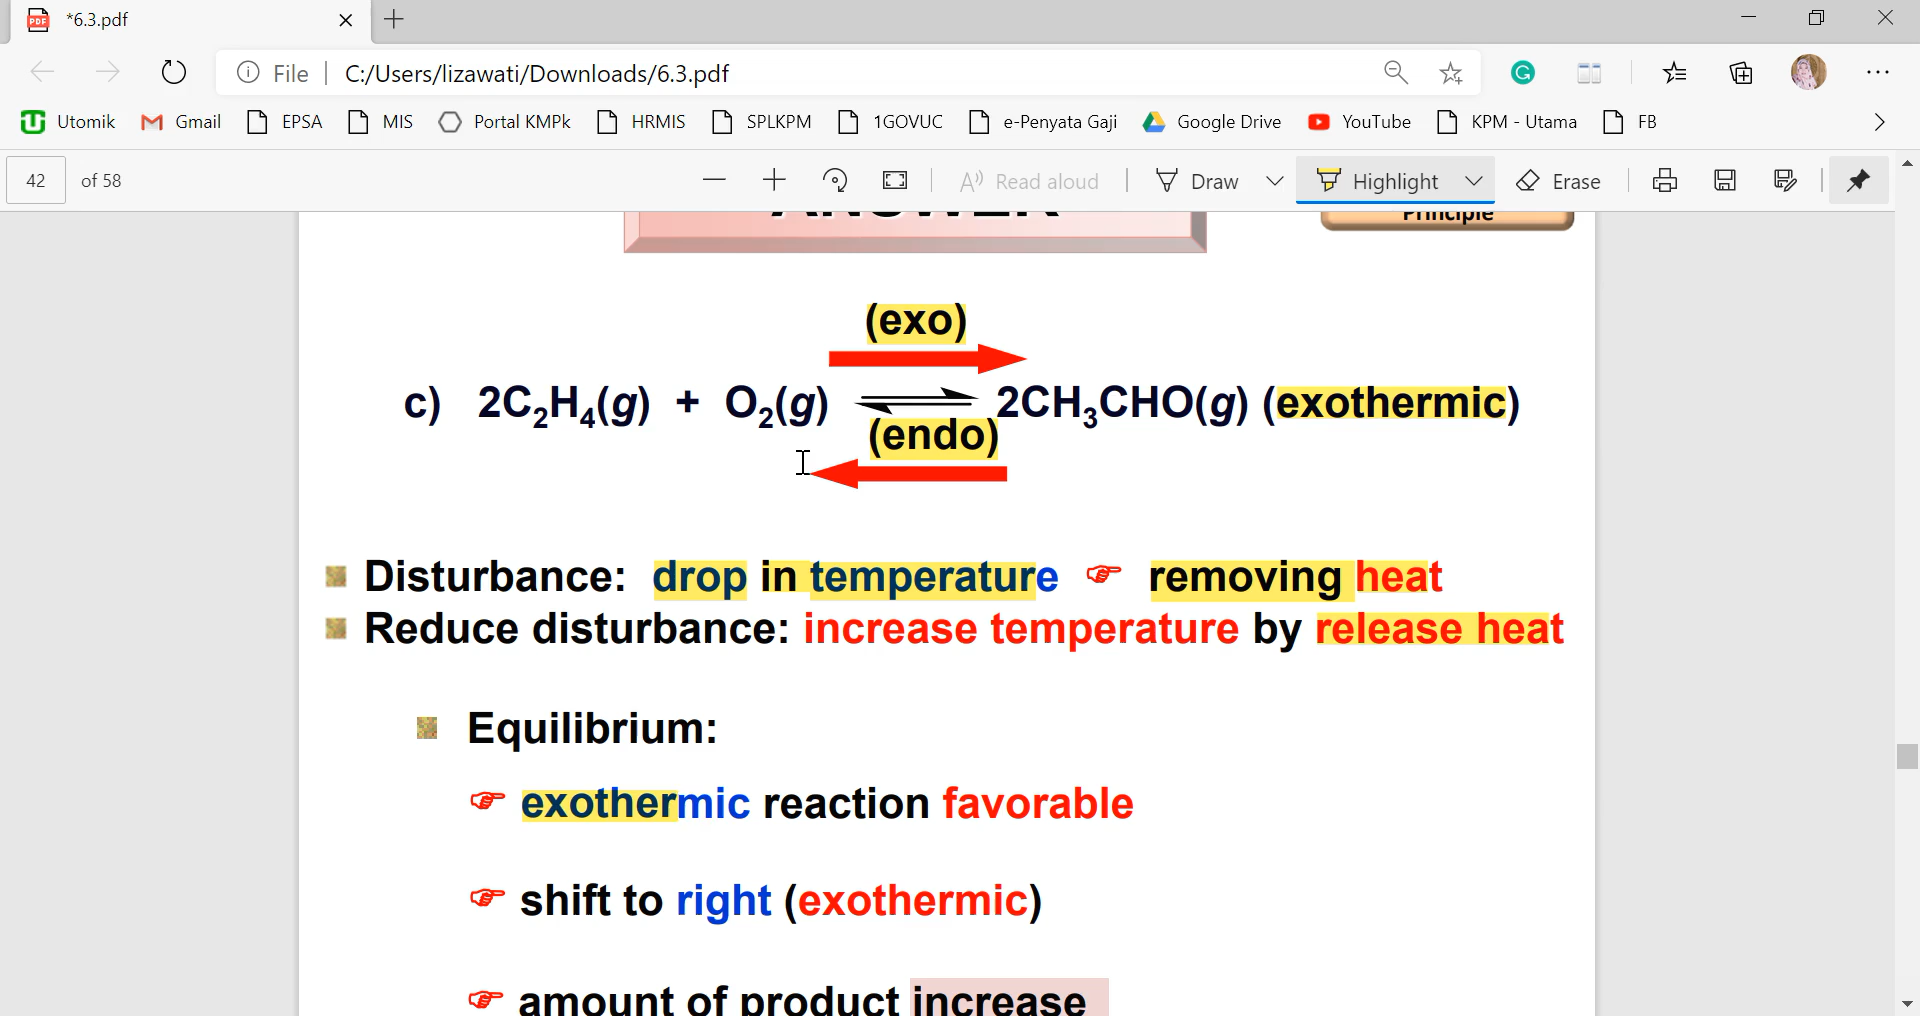 *6.3.pdf
File | C:/Users/lizawati/Downloads/6.3.pdf
Utomik Gmail EPSA MIS Portal KMPk HRMIS SPLKPM 1GOVUC e-Penyata Gaji Google Drive YouTube KPM - Utama FB
42 of 58 Read aloud Draw Highlight Erase
ANSWER Principle
(exo)
c) 2C₂H₄(g) + O₂(g) ⇌ 2CH₃CHO(g) (exothermic)
(endo)
Disturbance: drop in temperature ☞ removing heat
Reduce disturbance: increase temperature by release heat
Equilibrium:
☞ exothermic reaction favorable
☞ shift to right (exothermic)
☞ amount of product increase